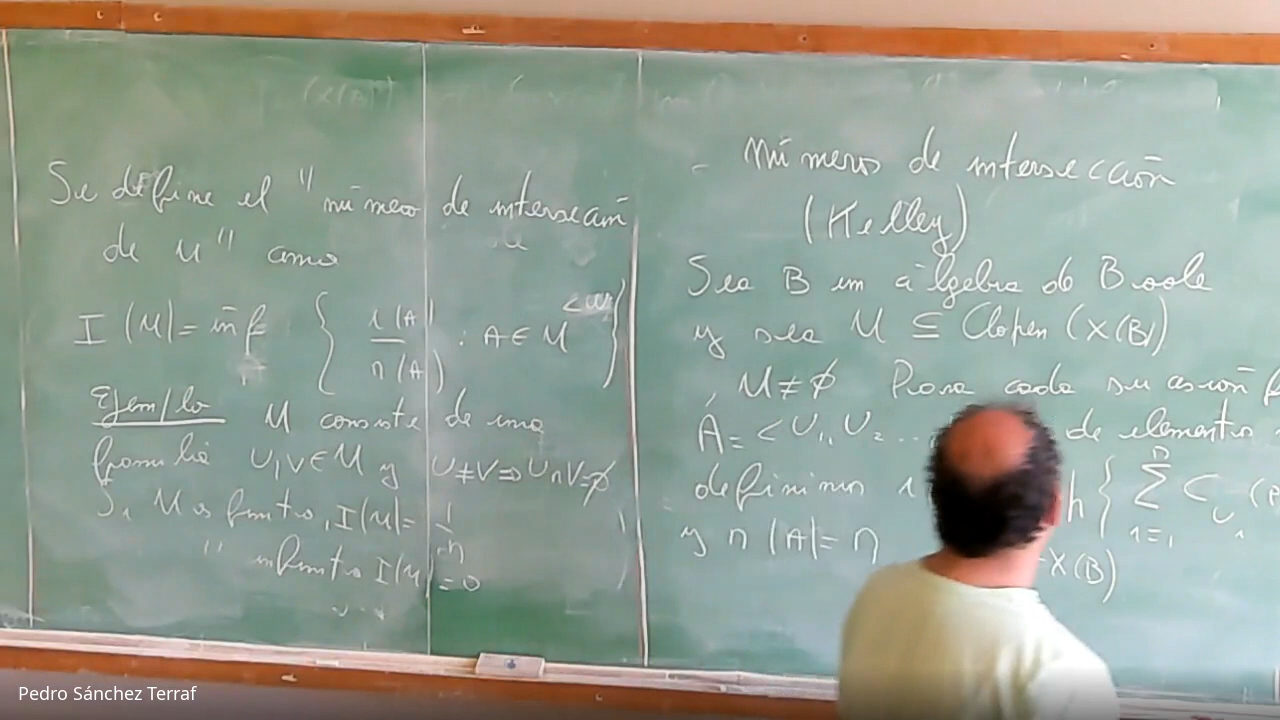 Se define el "número de intersección
de U" como
I(U) = inf { i(A) / n(A) : A ∈ U^{<ω} }
Ejemplo U consiste de una
familia U, V ∈ U y U ≠ V ⇒ U ∩ V = ∅
Si U es finito, I(U) = 1/n
" infinito I(U) = 0
- Número de intersección
(Kelley)
Sea B un álgebra de Boole
y sea U ⊆ Clopen (X(B))
, U ≠ ∅ Para cada sucesión
A = <U₁, U₂ ... de elementos
definimos i { n Σ i=1 C U i
y n(A) = n
X(B)
Pedro Sánchez Terraf